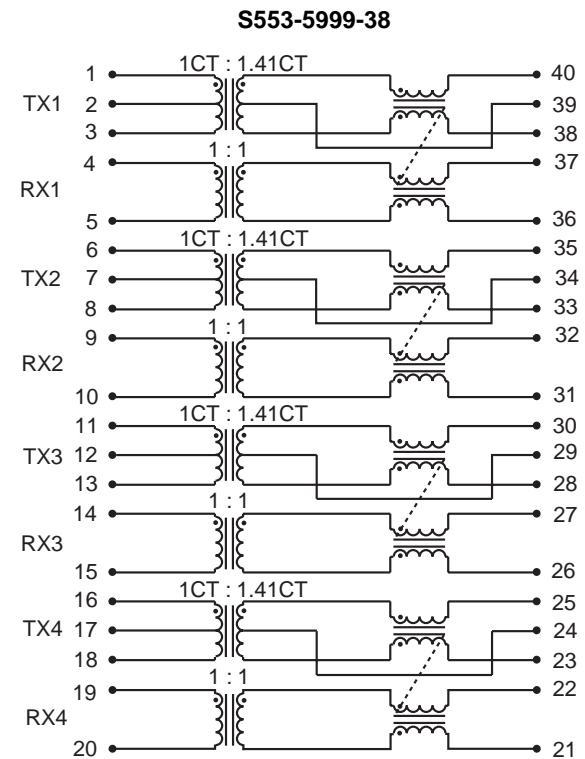 S553-5999-38
1CT : 1.41CT
1 40
TX1 2 39
3 38
1 : 1
4 37
RX1
5 36
1CT : 1.41CT
6 35
TX2 7 34
8 33
1 : 1
9 32
RX2
10 31
1CT : 1.41CT
11 30
TX3 12 29
13 28
1 : 1
14 27
RX3
15 26
1CT : 1.41CT
16 25
TX4 17 24
18 23
1 : 1
19 22
RX4
20 21